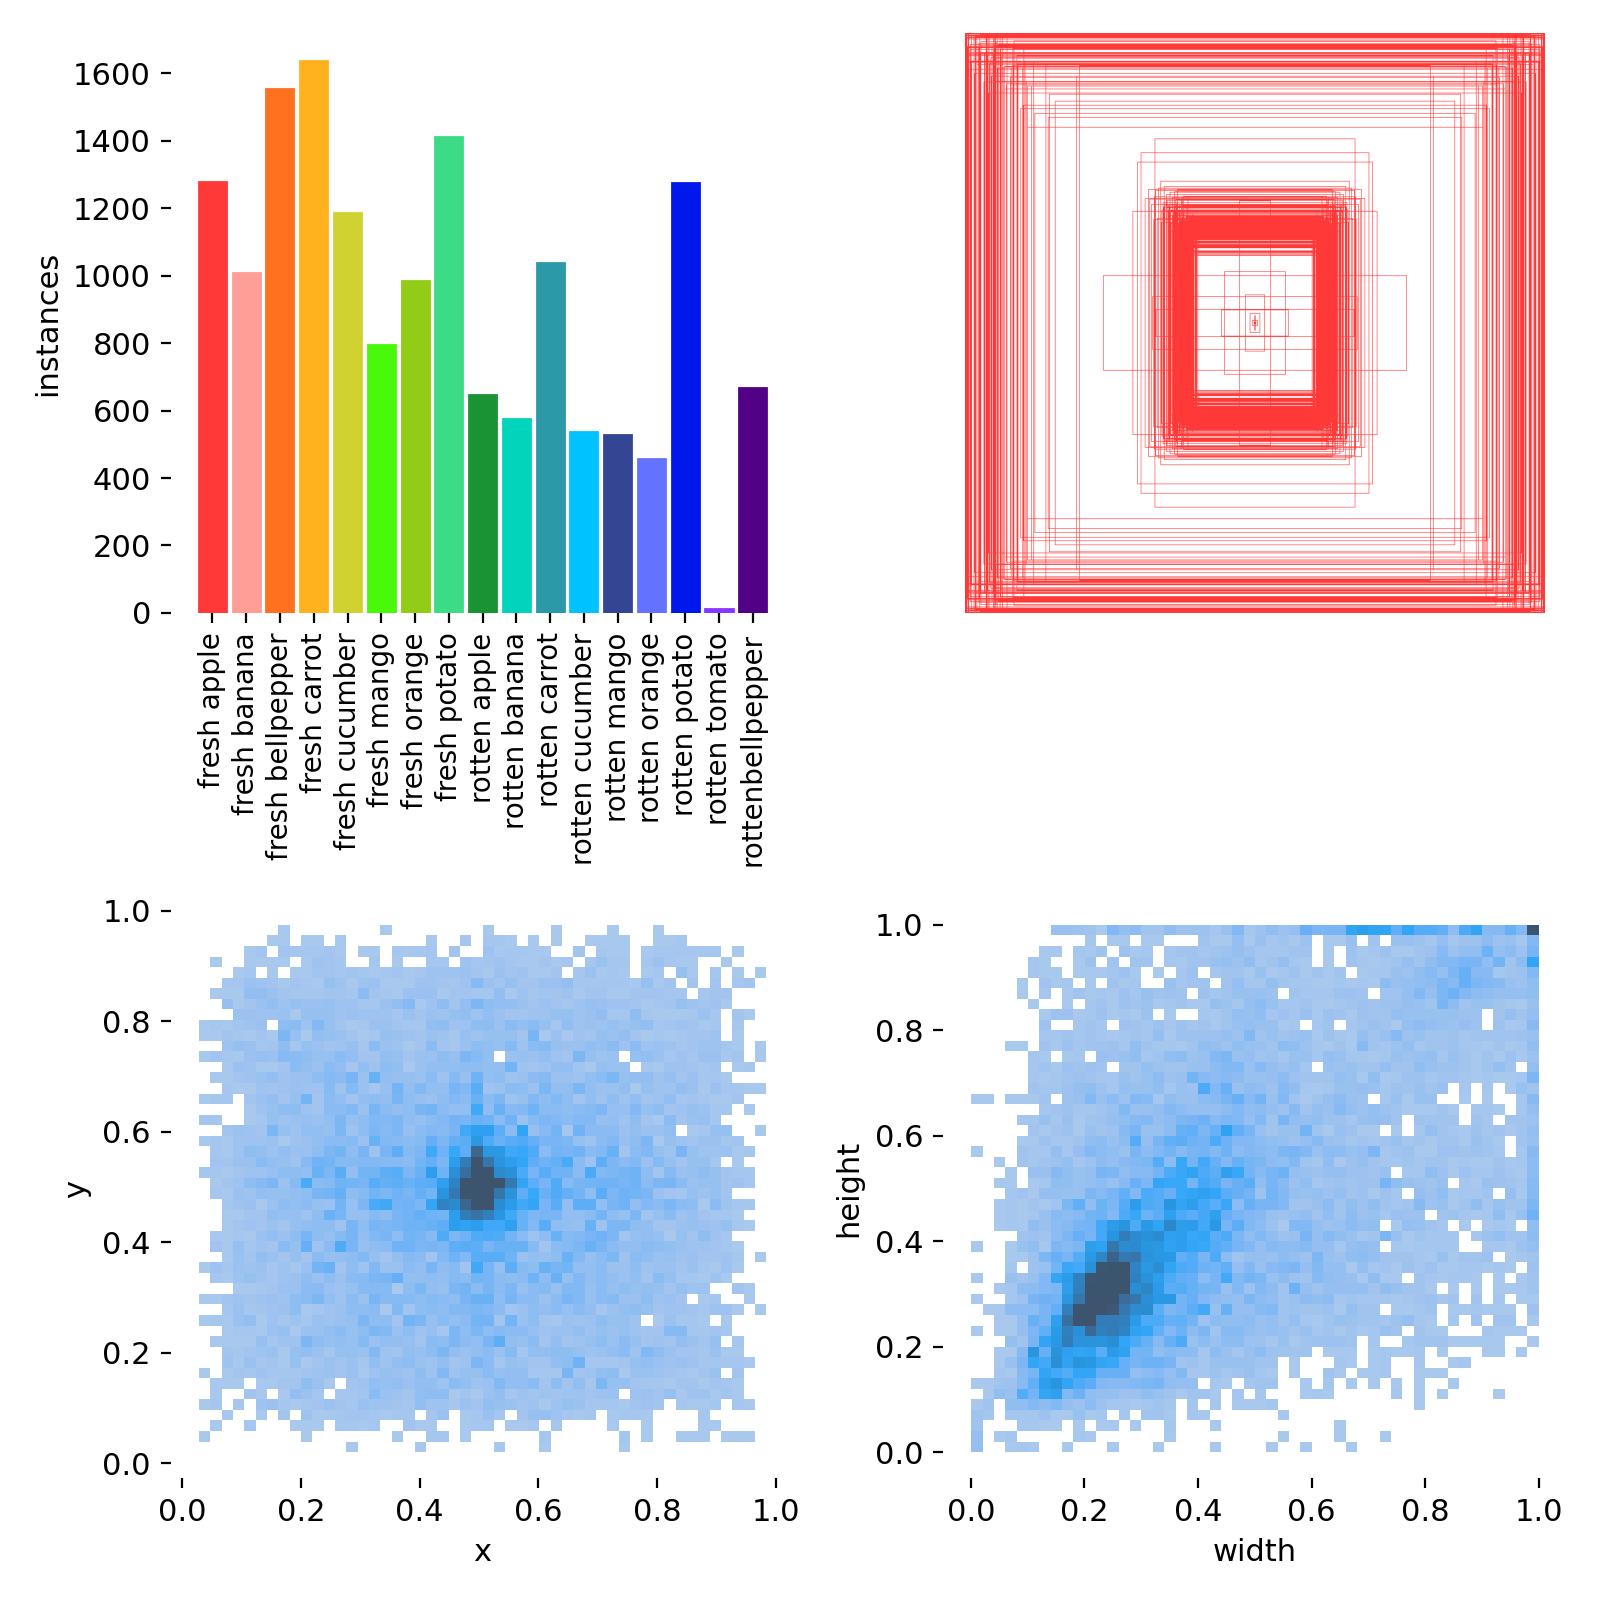 instances
1600
1400
1200
1000
800
600
400
200
0
fresh apple
fresh banana
fresh bellpepper
fresh carrot
fresh cucumber
fresh mango
fresh orange
fresh potato
rotten apple
rotten banana
rotten carrot
rotten cucumber
rotten mango
rotten orange
rotten potato
rotten tomato
rottenbellpepper
y
1.0
0.8
0.6
0.4
0.2
0.0
0.0 0.2 0.4 0.6 0.8 1.0
x
height
1.0
0.8
0.6
0.4
0.2
0.0
0.0 0.2 0.4 0.6 0.8 1.0
width